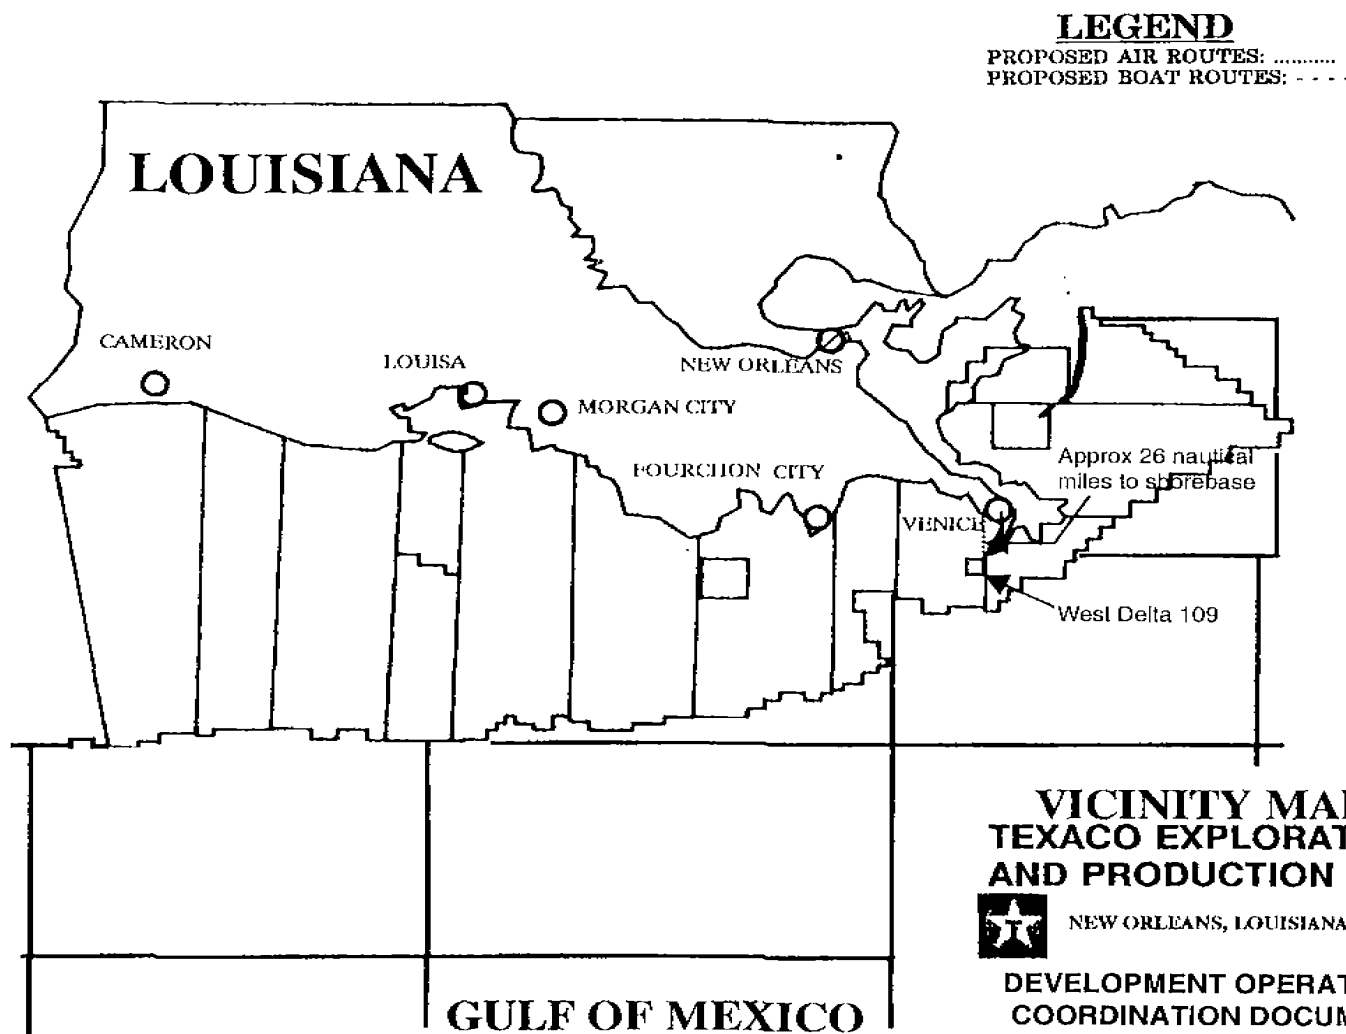 LEGEND
PROPOSED AIR ROUTES: ...........
PROPOSED BOAT ROUTES: - - - -
LOUISIANA
CAMERON
LOUISA
NEW ORLEANS
MORGAN CITY
FOURCHON CITY
Approx 26 nautical
miles to shorebase
VENICE
West Delta 109
VICINITY MA
TEXACO EXPLORAT
AND PRODUCTION
T
NEW ORLEANS, LOUISIANA
DEVELOPMENT OPERAT
COORDINATION DOCUM
GULF OF MEXICO